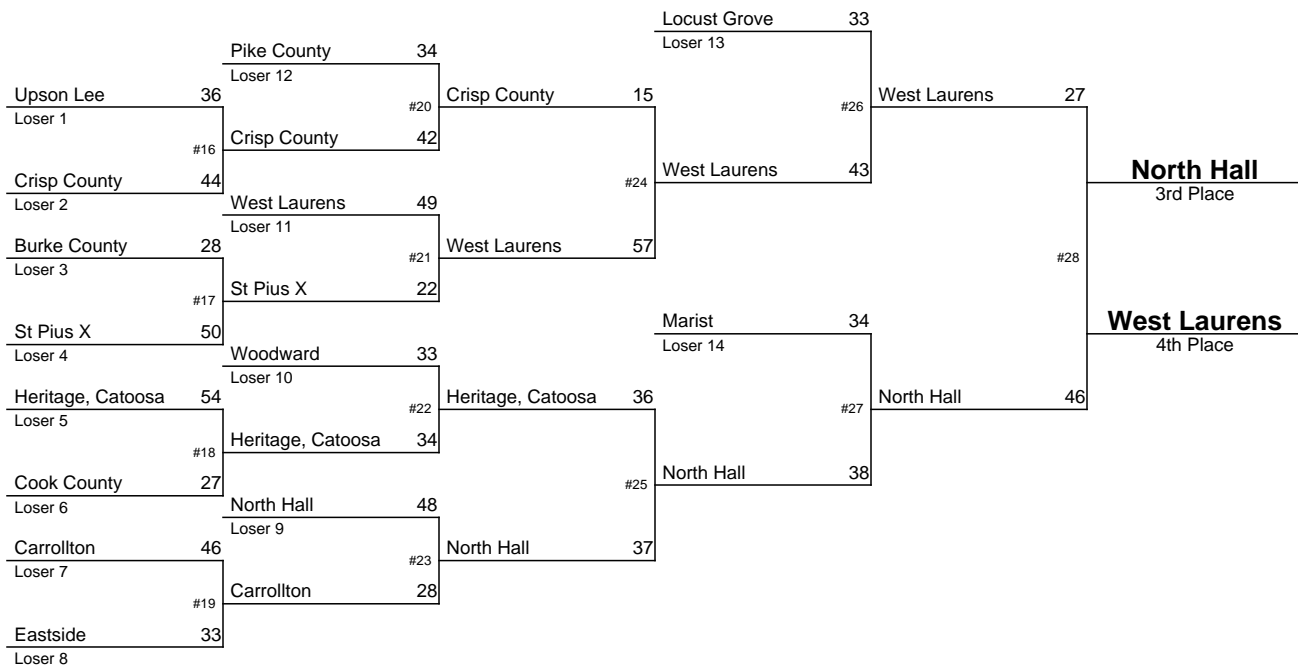 Locust Grove 33
Loser 13
Pike County 34
Loser 12
Upson Lee 36
Loser 1
#20
Crisp County 15
#26
West Laurens 27
#16
Crisp County 42
Crisp County 44
Loser 2
#24
West Laurens 43
North Hall
3rd Place
West Laurens 49
Loser 11
Burke County 28
Loser 3
#21
West Laurens 57
#28
#17
St Pius X 22
St Pius X 50
Loser 4
Marist 34
Loser 14
West Laurens
4th Place
Woodward 33
Loser 10
Heritage, Catoosa 54
Loser 5
#22
Heritage, Catoosa 36
#27
North Hall 46
#18
Heritage, Catoosa 34
Cook County 27
Loser 6
#25
North Hall 38
North Hall 48
Loser 9
Carrollton 46
Loser 7
#23
North Hall 37
#19
Carrollton 28
Eastside 33
Loser 8